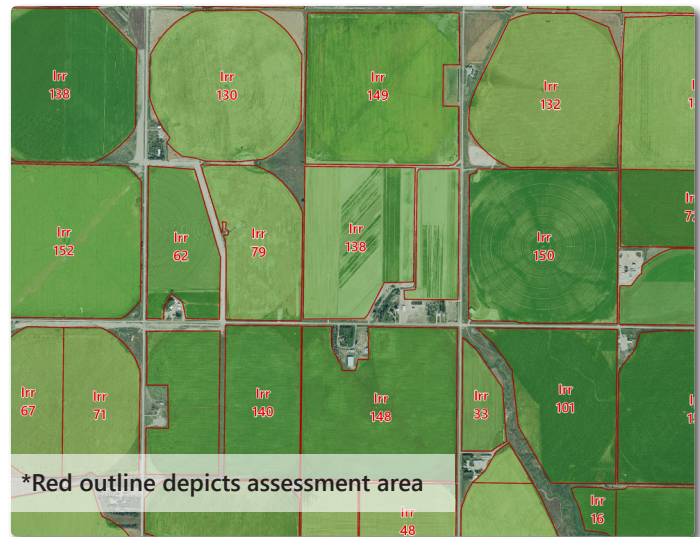 Irr
138
Irr
130
Irr
149
Irr
132
Irr
152
Irr
62
Irr
79
Irr
138
Irr
150
Irr
67
Irr
71
Irr
140
Irr
148
Irr
33
Irr
101
*Red outline depicts assessment area
Irr
48
Irr
16